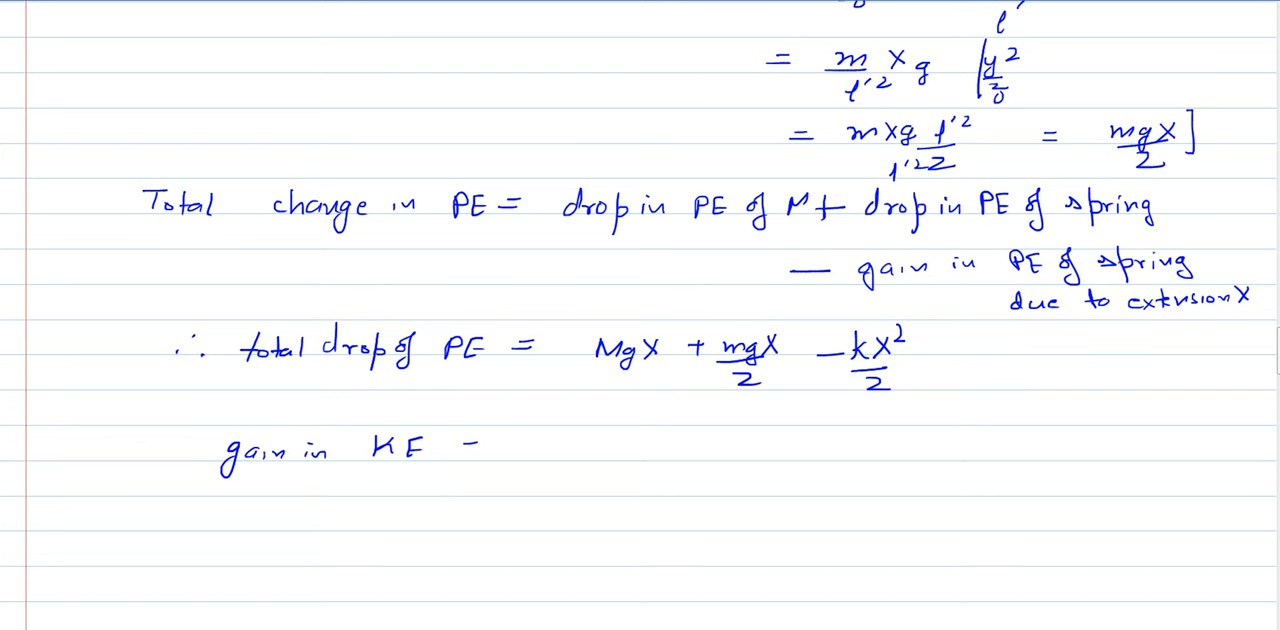 l'
= m/l'² X g |y²/2 0
= m X g l'²/l'² 2 = mgX/2 ]
Total change in PE = drop in PE of M + drop in PE of spring
— gain in PE of spring
due to extension X
∴ total drop of PE = MgX + mgX/2 – kX²/2
gain in KE -